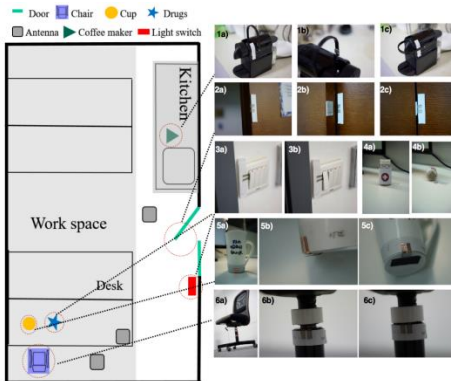 Door
Chair
Cup
Drugs
Antenna
Coffee maker
Light switch
Kitchen
Work space
Desk
1a)
1b)
1c)
2a)
2b)
2c)
3a)
3b)
4a)
4b)
5a)
5b)
5c)
6a)
6b)
6c)